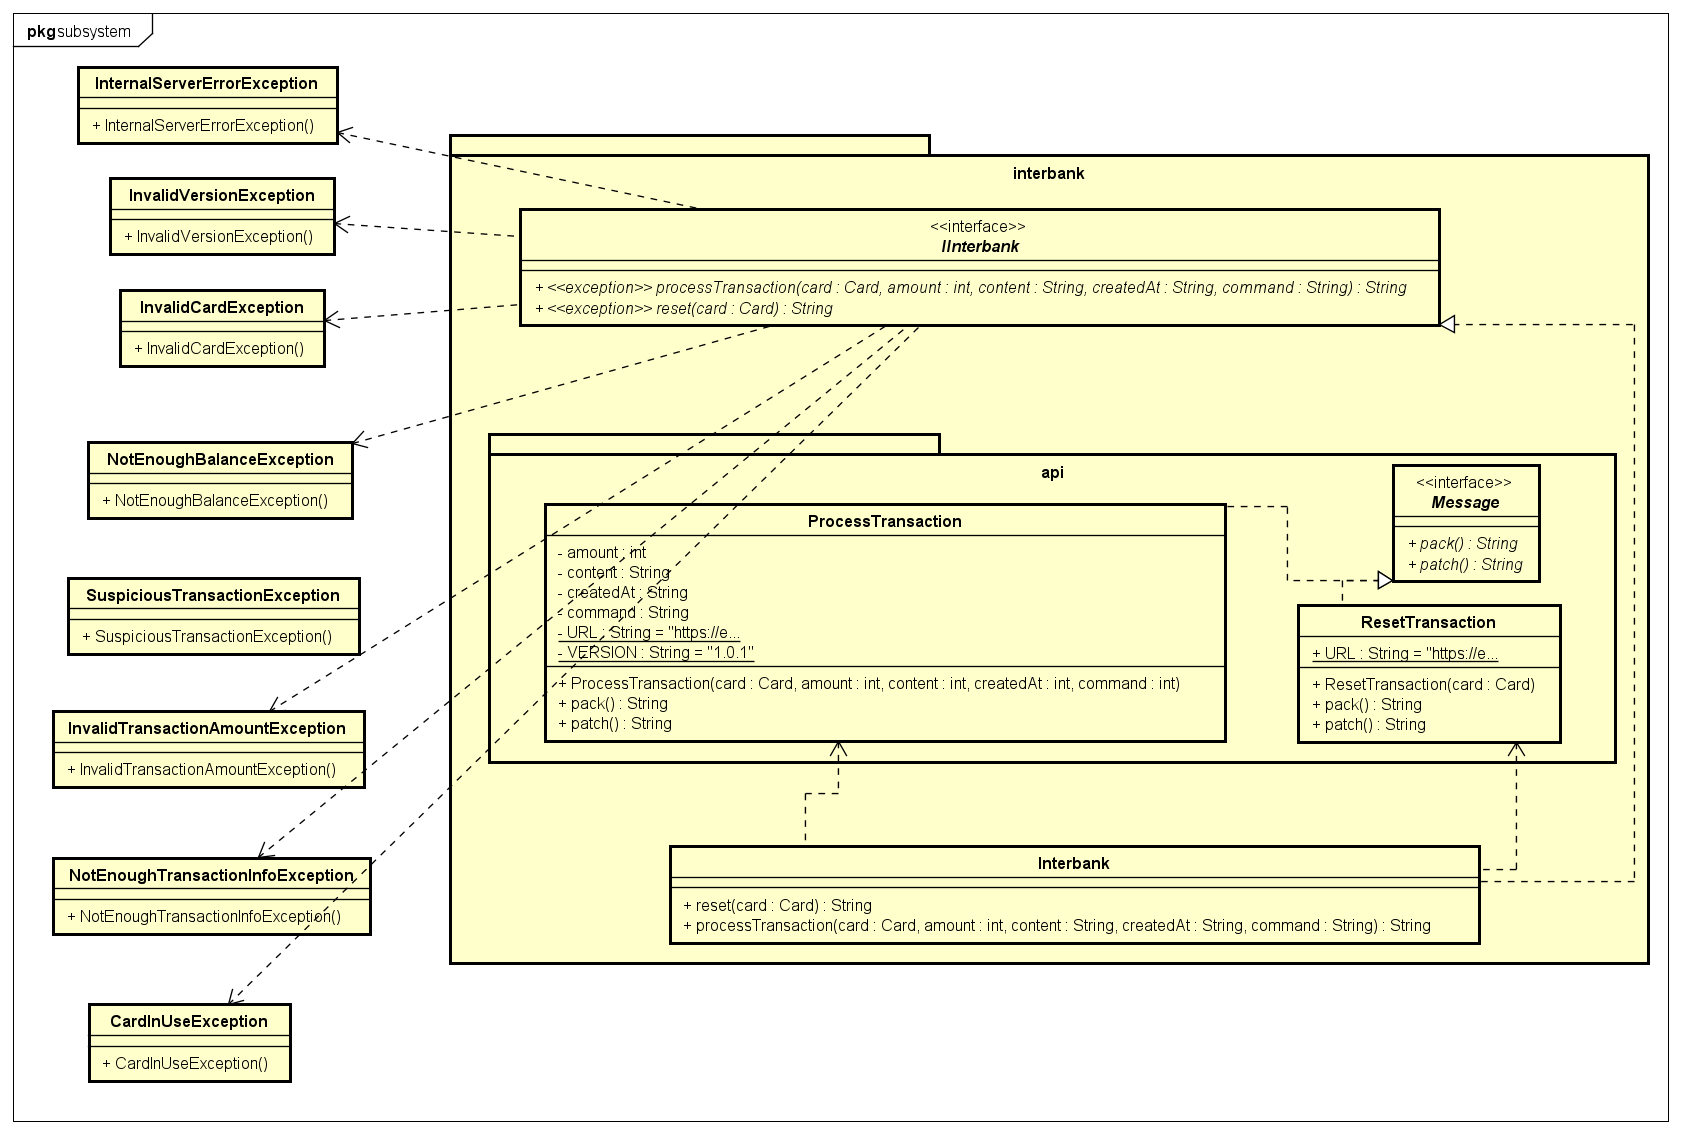 pkg subsystem
InternalServerErrorException
+ InternalServerErrorException()
InvalidVersionException
+ InvalidVersionException()
InvalidCardException
+ InvalidCardException()
NotEnoughBalanceException
+ NotEnoughBalanceException()
SuspiciousTransactionException
+ SuspiciousTransactionException()
InvalidTransactionAmountException
+ InvalidTransactionAmountException()
NotEnoughTransactionInfoException
+ NotEnoughTransactionInfoException()
CardInUseException
+ CardInUseException()
interbank
<<interface>>
IInterbank
+ <<exception>> processTransaction(card : Card, amount : int, content : String, createdAt : String, command : String) : String
+ <<exception>> reset(card : Card) : String
api
ProcessTransaction
- amount : int
- content : String
- createdAt : String
- command : String
- URL : String = "https://e...
- VERSION : String = "1.0.1"
+ ProcessTransaction(card : Card, amount : int, content : int, createdAt : int, command : int)
+ pack() : String
+ patch() : String
<<interface>>
Message
+ pack() : String
+ patch() : String
ResetTransaction
+ URL : String = "https://e...
+ ResetTransaction(card : Card)
+ pack() : String
+ patch() : String
Interbank
+ reset(card : Card) : String
+ processTransaction(card : Card, amount : int, content : String, createdAt : String, command : String) : String